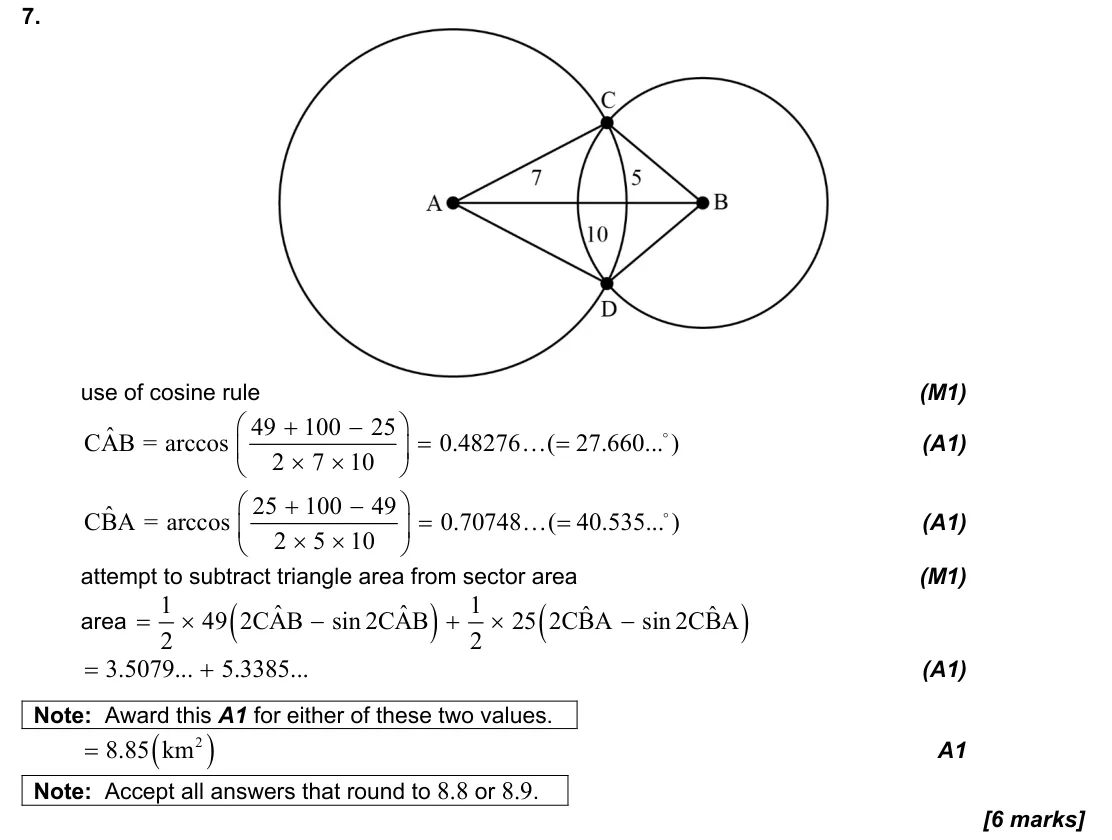 7.
C
7
5
A
B
10
D
use of cosine rule (M1)
CÂB = arccos ((49 + 100 − 25)/(2 × 7 × 10)) = 0.48276…(= 27.660...°) (A1)
CB̂A = arccos ((25 + 100 − 49)/(2 × 5 × 10)) = 0.70748…(= 40.535...°) (A1)
attempt to subtract triangle area from sector area (M1)
area = 1/2 × 49(2CÂB − sin 2CÂB) + 1/2 × 25(2CB̂A − sin 2CB̂A)
= 3.5079... + 5.3385... (A1)
Note: Award this A1 for either of these two values.
= 8.85(km²) A1
Note: Accept all answers that round to 8.8 or 8.9.
[6 marks]